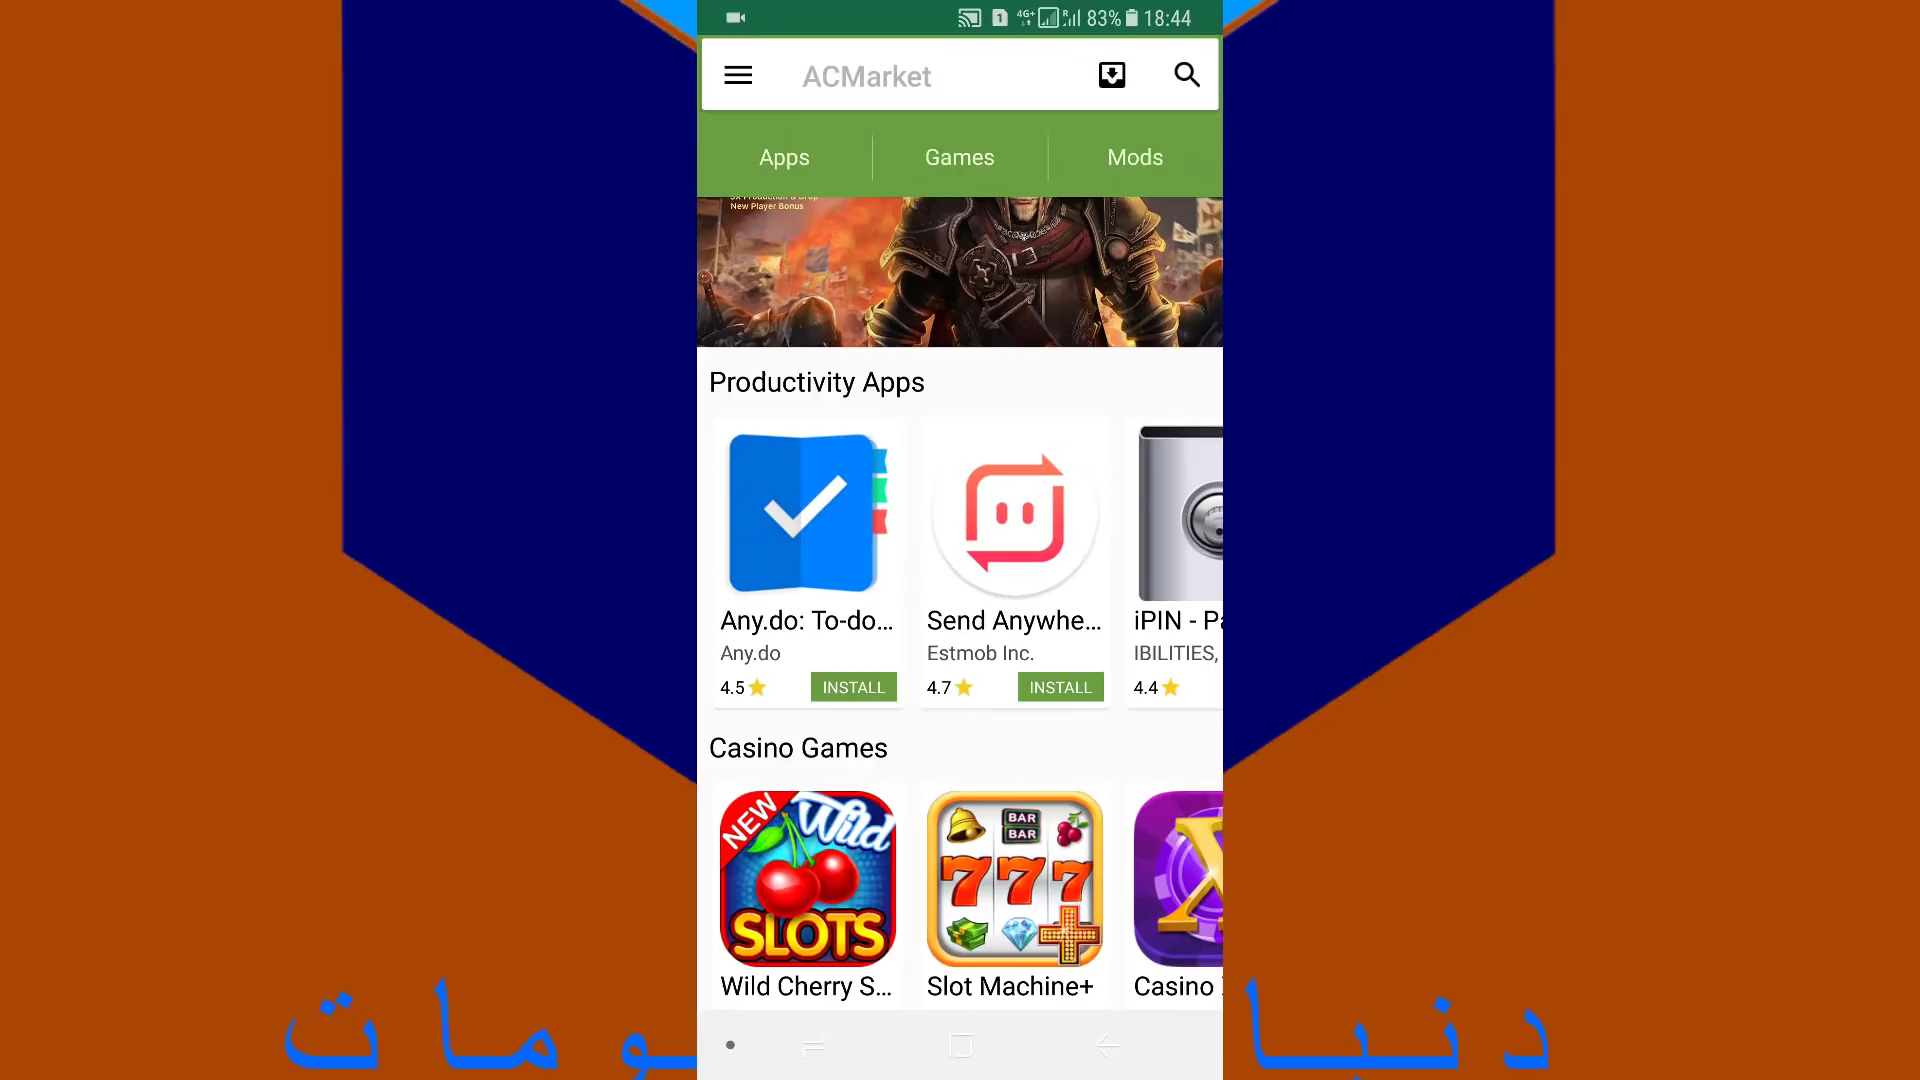 83% 18:44
ACMarket
Apps Games Mods
New Player Bonus
Productivity Apps
Any.do: To-do... Send Anywhe... iPIN - Pa
Any.do Estmob Inc. IBILITIES,
4.5 INSTALL 4.7 INSTALL 4.4
Casino Games
NEW Wild BAR
BAR
777
SLOTS
Wild Cherry S... Slot Machine+ Casino
دنيا ومات